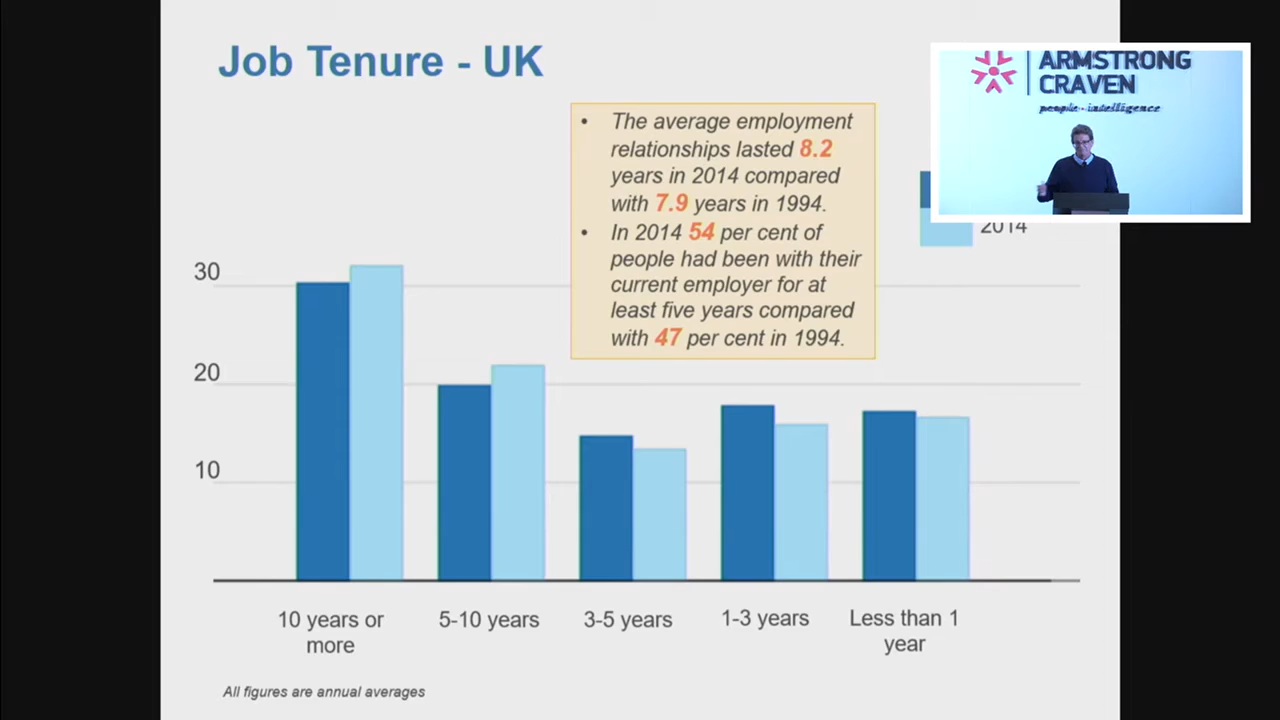 Job Tenure - UK
ARMSTRONG
CRAVEN
people - intelligence
• The average employment
relationships lasted 8.2
years in 2014 compared
with 7.9 years in 1994.
• In 2014 54 per cent of
people had been with their
current employer for at
least five years compared
with 47 per cent in 1994.
2014
30
20
10
10 years or
more
5-10 years
3-5 years
1-3 years
Less than 1
year
All figures are annual averages